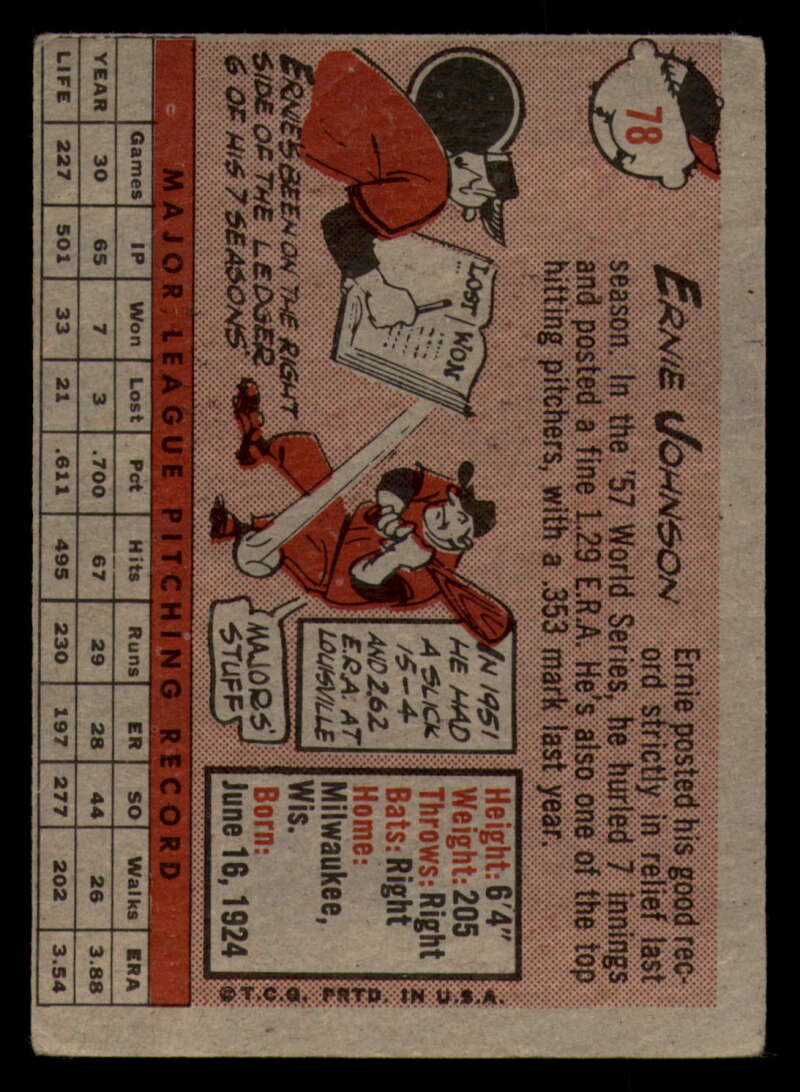 78
ERNIE JOHNSON
Ernie posted his good rec-
ord strictly in relief last
season. In the '57 World Series, he hurled 7 innings
and posted a fine 1.29 E.R.A. He's also one of the top
hitting pitchers, with a .353 mark last year.
LOST WON
ERNIE'S BEEN ON THE RIGHT
SIDE OF THE LEDGER
6 OF HIS 7 SEASONS
IN 1951
HE HAD
A SLICK
15-4
AND 2.62
E.R.A. AT
LOUISVILLE
MAJORS'
STUFF
Height: 6'4"
Weight: 205
Throws: Right
Bats: Right
Home:
Milwaukee,
Wis.
Born:
June 16, 1924
© T.C.G. PRTD. IN U.S.A.
MAJOR LEAGUE PITCHING RECORD
Games IP Won Lost Pct Hits Runs ER SO Walks ERA
YEAR 30 65 7 3 .700 67 29 28 44 26 3.88
LIFE 227 501 33 21 .611 495 230 197 277 202 3.54